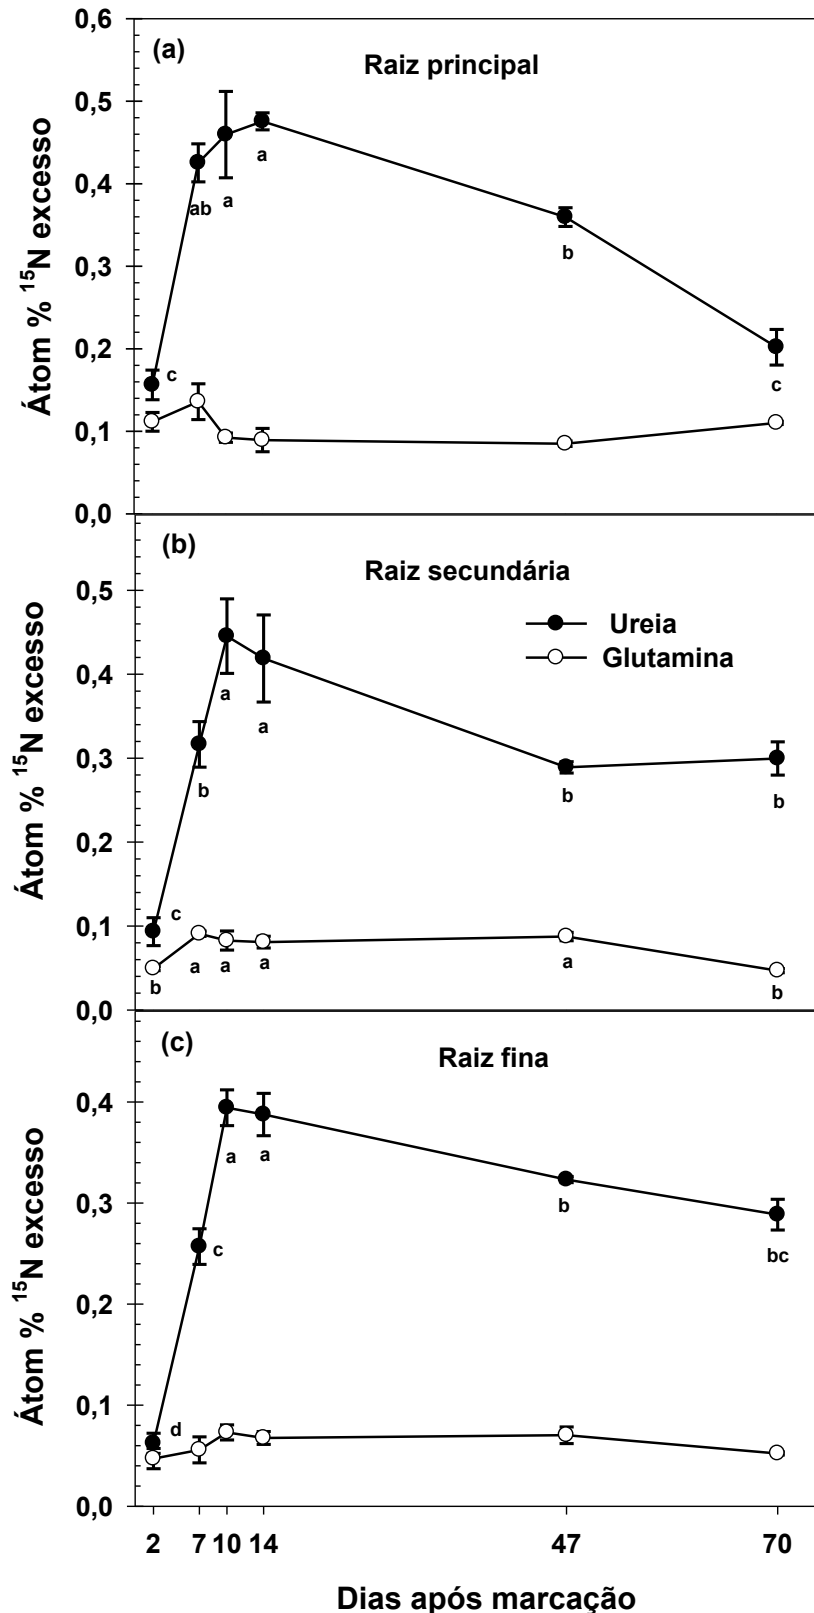 0,6
(a)
Raiz principal
0,5
0,4
0,3
0,2
0,1
0,0
Átom % ¹⁵N excesso
c
ab
a
a
b
c
(b)
Raiz secundária
0,5
Ureia
Glutamina
0,4
0,3
0,2
0,1
0,0
Átom % ¹⁵N excesso
c
b
a
a
b
b
b
a
a
a
a
b
(c)
Raiz fina
0,4
0,3
0,2
0,1
0,0
Átom % ¹⁵N excesso
d
c
a
a
b
bc
2 7 10 14 47 70
Dias após marcação